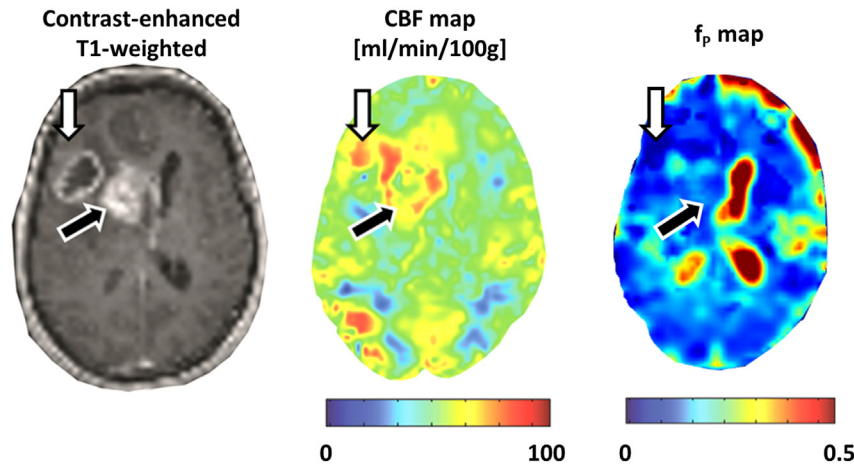 Contrast-enhanced
T1-weighted
CBF map
[ml/min/100g]
fP map
0
100
0
0.5